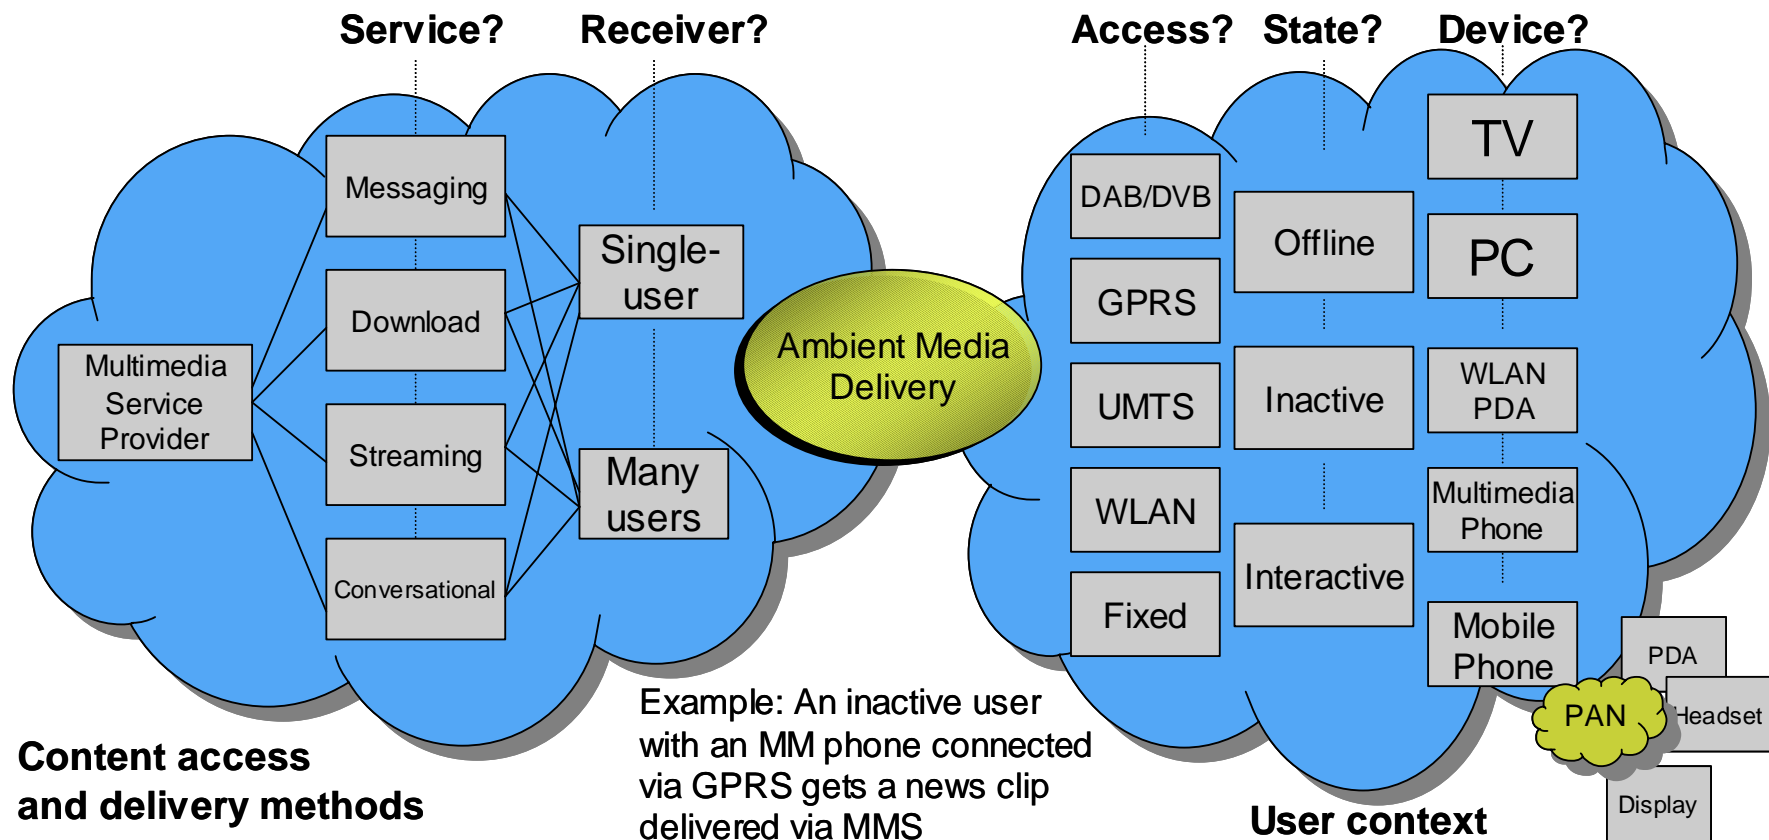 Service?
Receiver?
Access?
State?
Device?
Messaging
Download
Streaming
Conversational
Multimedia
Service
Provider
Single-
user
Many
users
Ambient Media
Delivery
DAB/DVB
GPRS
UMTS
WLAN
Fixed
Offline
Inactive
Interactive
TV
PC
WLAN
PDA
Multimedia
Phone
Mobile
Phone
PDA
PAN
Headset
Display
Example: An inactive user
with an MM phone connected
via GPRS gets a news clip
delivered via MMS
Content access
and delivery methods
User context